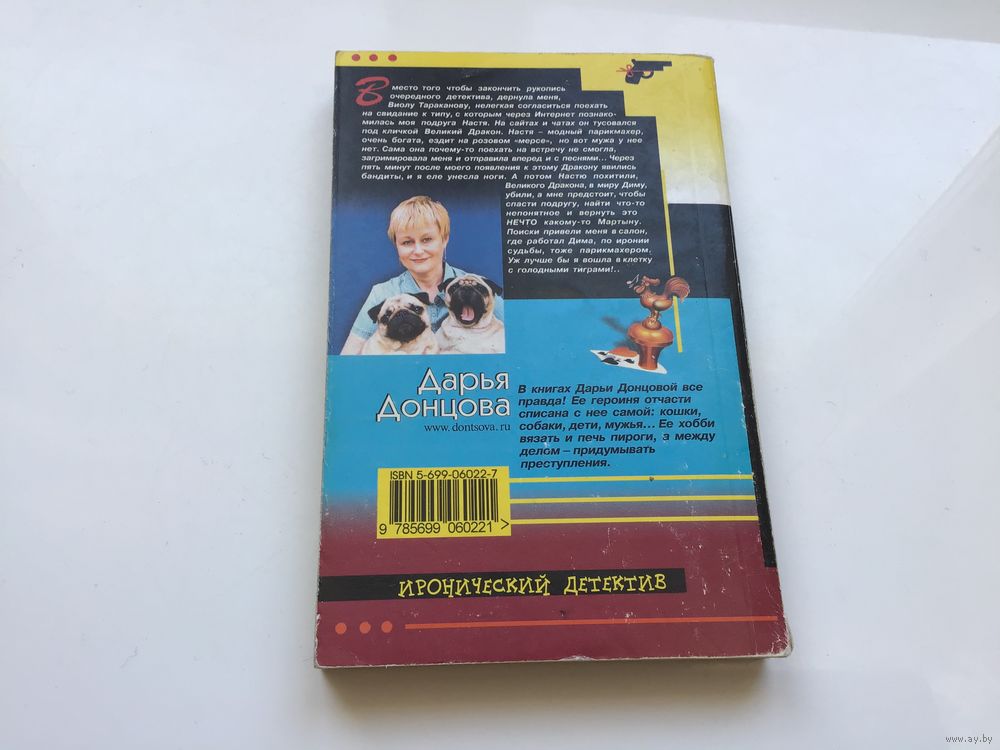 Вместо того чтобы закончить рукопись
очередного детектива, дернула меня,
Виолу Тараканову, нелегкая согласиться поехать
на свидание к типу, с которым через Интернет познако-
милась моя подруга Настя. На сайтах и чатах он тусовался
под кличкой Великий Дракон. Настя – модный парикмахер,
очень богата, ездит на розовом «мерсе», но вот мужа у нее
нет. Сама она почему-то поехать на встречу не смогла,
загримировала меня и отправила вперед и с песнями... Через
пять минут после моего появления к этому Дракону явились
бандиты, и я еле унесла ноги. А потом Настю похитили,
Великого Дракона, в миру Диму,
убили, а мне предстоит, чтобы
спасти подругу, найти что-то
непонятное и вернуть это
НЕЧТО какому-то Мартыну.
Поиски привели меня в салон,
где работал Дима, по иронии
судьбы, тоже парикмахером.
Уж лучше бы я вошла в клетку
с голодными тиграми!..
Дарья
Донцова
www.dontsova.ru
В книгах Дарьи Донцовой все
правда! Ее героиня отчасти
списана с нее самой: кошки,
собаки, дети, мужья... Ее хобби
вязать и печь пироги, а между
делом – придумывать
преступления.
ISBN 5-699-06022-7
9 785699 060221 >
ИРОНИЧЕСКИЙ ДЕТЕКТИВ
www.ay.by